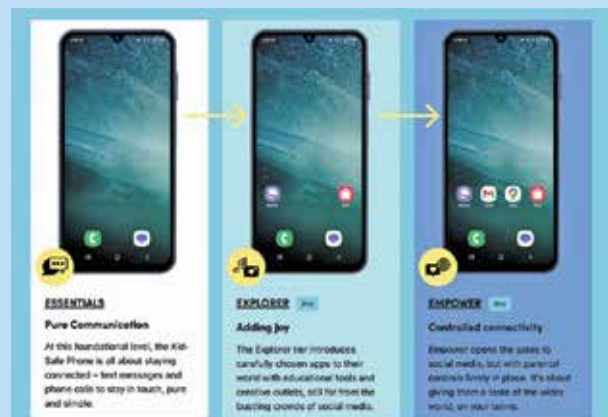 ESSENTIALS
Pure Communication
At this foundational level, the Kid-
Safe Phone is all about staying
connected – text messages and
phone calls to stay in touch, pure
and simple.
EXPLORER
Adding Joy
The Explorer tier introduces
carefully chosen apps to their
world with educational tools and
creative outlets, still far from the
bustling crowds of social media.
EMPOWER
Controlled connectivity
Empower opens the gates to
social media, but with parental
controls firmly in place. It's about
giving them a taste of the wider
world, on your terms.